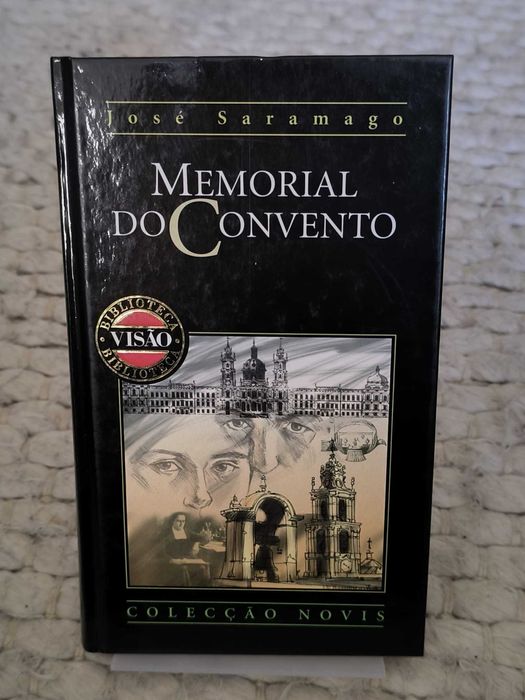 José Saramago
MEMORIAL
DO CONVENTO
BIBLIOTECA
VISÃO
BIBLIOTECA
COLECÇÃO NOVIS